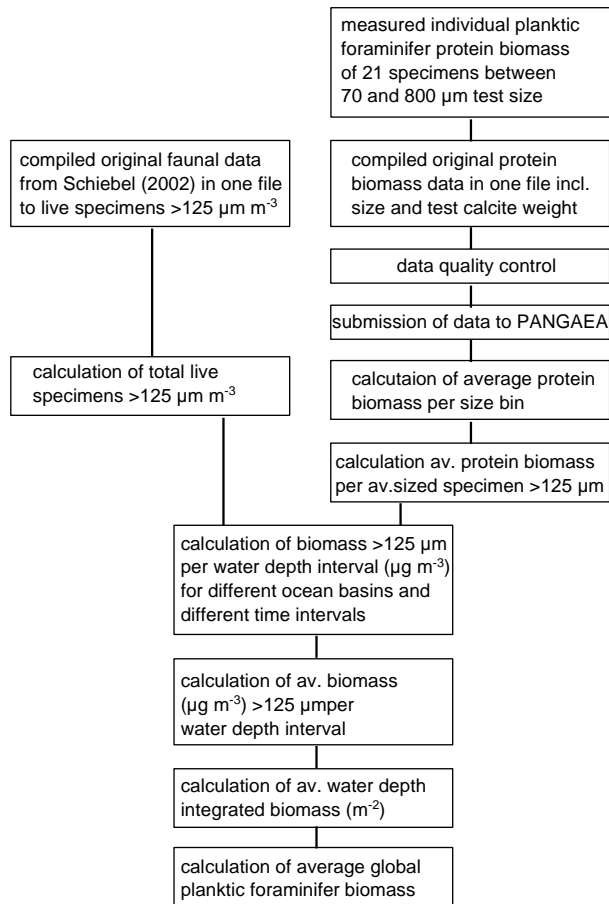 measured individual planktic
foraminifer protein biomass
of 21 specimens between
70 and 800 µm test size
compiled original faunal data
from Schiebel (2002) in one file
to live specimens >125 µm m⁻³
compiled original protein
biomass data in one file incl.
size and test calcite weight
data quality control
submission of data to PANGAEA
calculation of total live
specimens >125 µm m⁻³
calcutaion of average protein
biomass per size bin
calculation av. protein biomass
per av.sized specimen >125 µm
calculation of biomass >125 µm
per water depth interval (µg m⁻³)
for different ocean basins and
different time intervals
calculation of av. biomass
(µg m⁻³) >125 µmper
water depth interval
calculation of av. water depth
integrated biomass (m⁻²)
calculation of average global
planktic foraminifer biomass